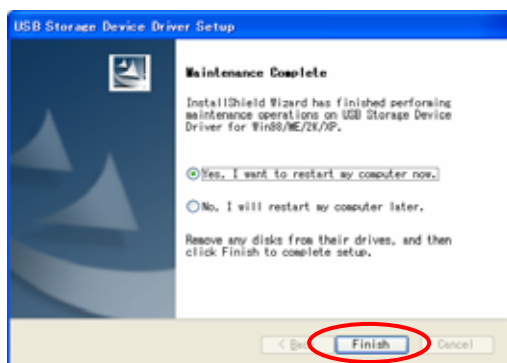 USB Storage Device Driver Setup
Maintenance Complete
InstallShield Wizard has finished performing
maintenance operations on USB Storage Device
Driver for Win98/ME/2K/XP.
Yes, I want to restart my computer now.
No, I will restart my computer later.
Remove any disks from their drives, and then
click Finish to complete setup.
< Back Finish Cancel